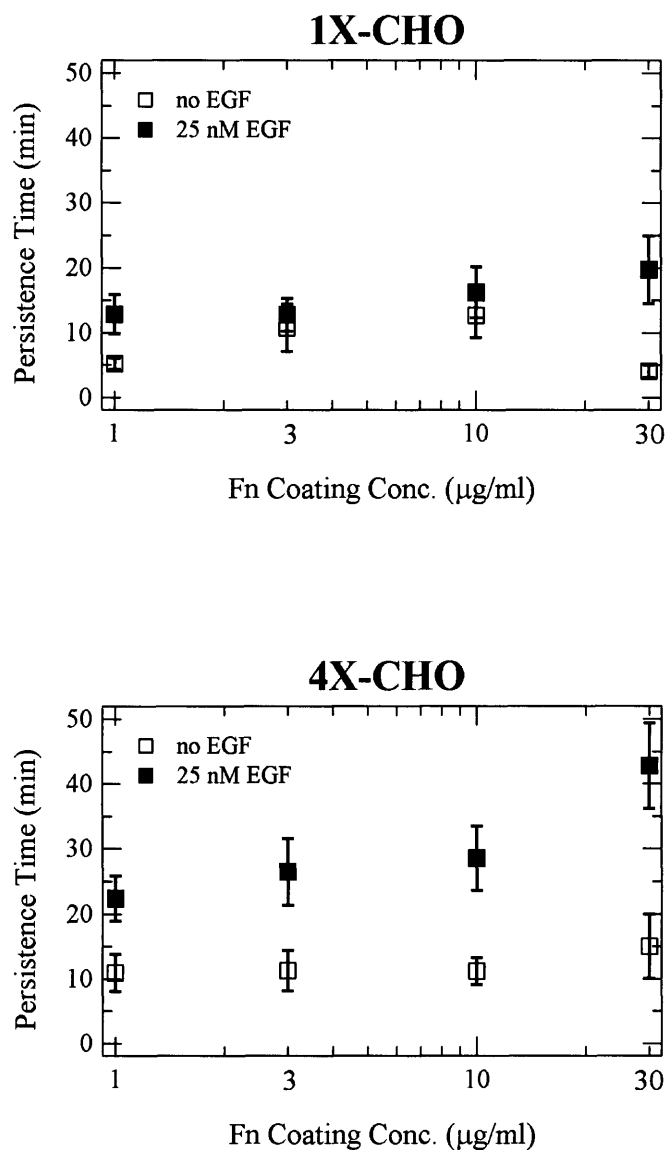 1X-CHO
50
40
30
20
10
0
Persistence Time (min)
no EGF
25 nM EGF
1
3
10
30
Fn Coating Conc. (µg/ml)
4X-CHO
50
40
30
20
10
0
Persistence Time (min)
no EGF
25 nM EGF
1
3
10
30
Fn Coating Conc. (µg/ml)